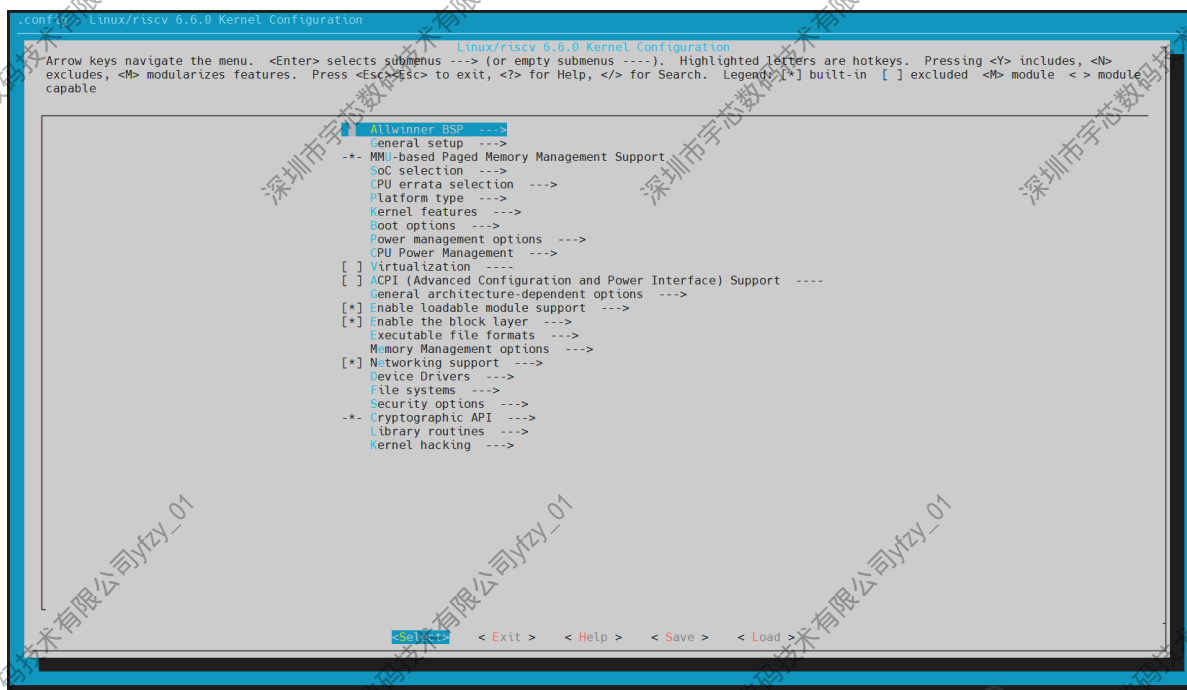 .config - Linux/riscv 6.6.0 Kernel Configuration
Linux/riscv 6.6.0 Kernel Configuration
Arrow keys navigate the menu.  <Enter> selects submenus ---> (or empty submenus ----).  Highlighted letters are hotkeys.  Pressing <Y> includes, <N>
excludes, <M> modularizes features.  Press <Esc><Esc> to exit, <?> for Help, </> for Search.  Legend: [*] built-in  [ ] excluded  <M> module  < > module
capable
Allwinner BSP  --->
General setup  --->
-*- MMU-based Paged Memory Management Support
SoC selection  --->
CPU errata selection  --->
Platform type  --->
Kernel features  --->
Boot options  --->
Power management options  --->
CPU Power Management  --->
[ ] Virtualization  ----
[ ] ACPI (Advanced Configuration and Power Interface) Support  ----
General architecture-dependent options  --->
[*] Enable loadable module support  --->
[*] Enable the block layer  --->
Executable file formats  --->
Memory Management options  --->
[*] Networking support  --->
Device Drivers  --->
File systems  --->
Security options  --->
-*- Cryptographic API  --->
Library routines  --->
Kernel hacking  --->
<Select>    < Exit >    < Help >    < Save >    < Load >
深圳市宇芯数码技术有限公司yfzy_01
深圳市宇芯数码技术有限公司yfzy_01
深圳市宇芯数码技术有限公司yfzy_01